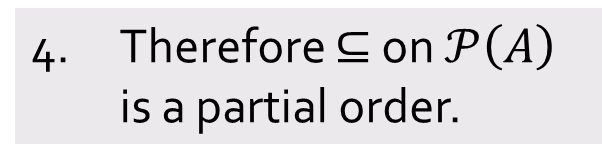 4. Therefore ⊆ on 𝒫(A)
is a partial order.